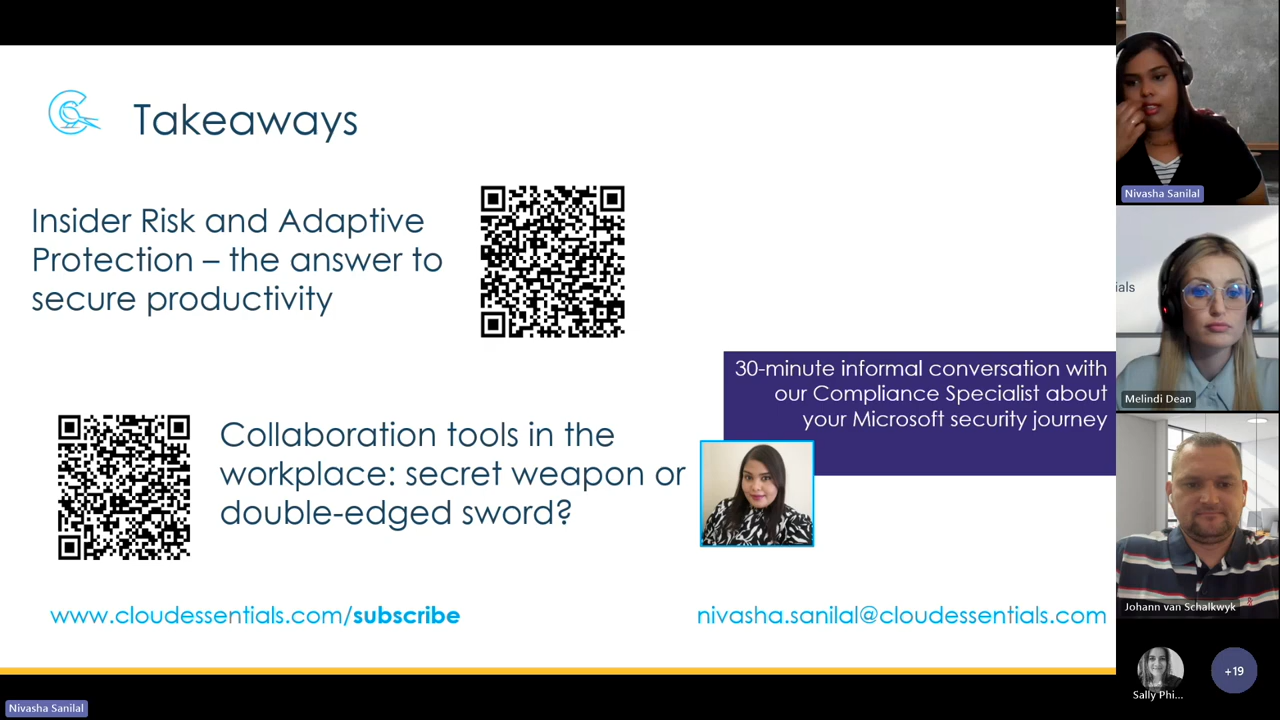 Takeaways
Insider Risk and Adaptive
Protection – the answer to
secure productivity
30-minute informal conversation with
our Compliance Specialist about
your Microsoft security journey
Collaboration tools in the
workplace: secret weapon or
double-edged sword?
www.cloudessentials.com/subscribe
nivasha.sanilal@cloudessentials.com
Nivasha Sanilal
Nivasha Sanilal
ials
Melindi Dean
Johann van Schalkwyk
Sally Phi...
+19